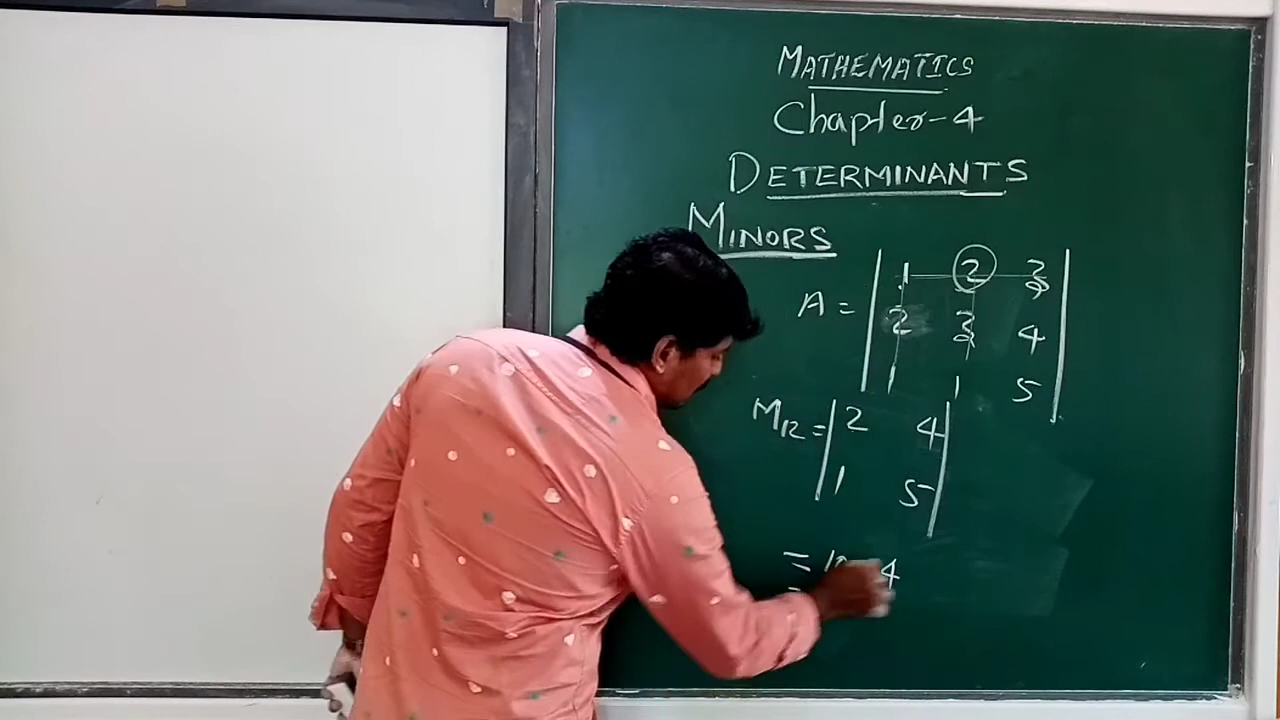 MATHEMATICS
Chapter-4
DETERMINANTS
MINORS
A = | 1 2 3 |
| 2 3 4 |
| 1 1 5 |
M12 = | 2 4 |
| 1 5 |
= 10 - 4